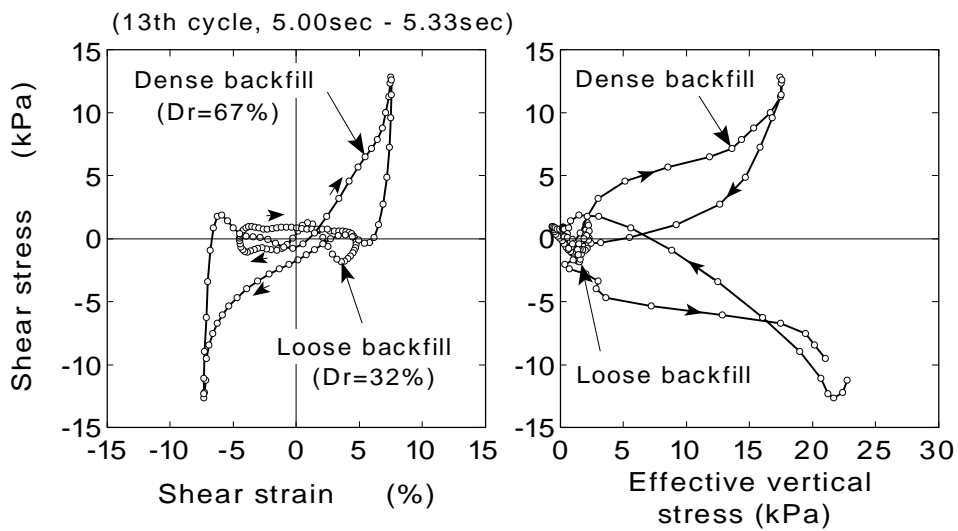 (13th cycle, 5.00sec - 5.33sec)
Shear stress (kPa)
15
10
5
0
-5
-10
-15
Dense backfill
(Dr=67%)
Loose backfill
(Dr=32%)
-15 -10 -5 0 5 10 15
Shear strain (%)
15
10
5
0
-5
-10
-15
Dense backfill
Loose backfill
0 5 10 15 20 25 30
Effective vertical
stress (kPa)